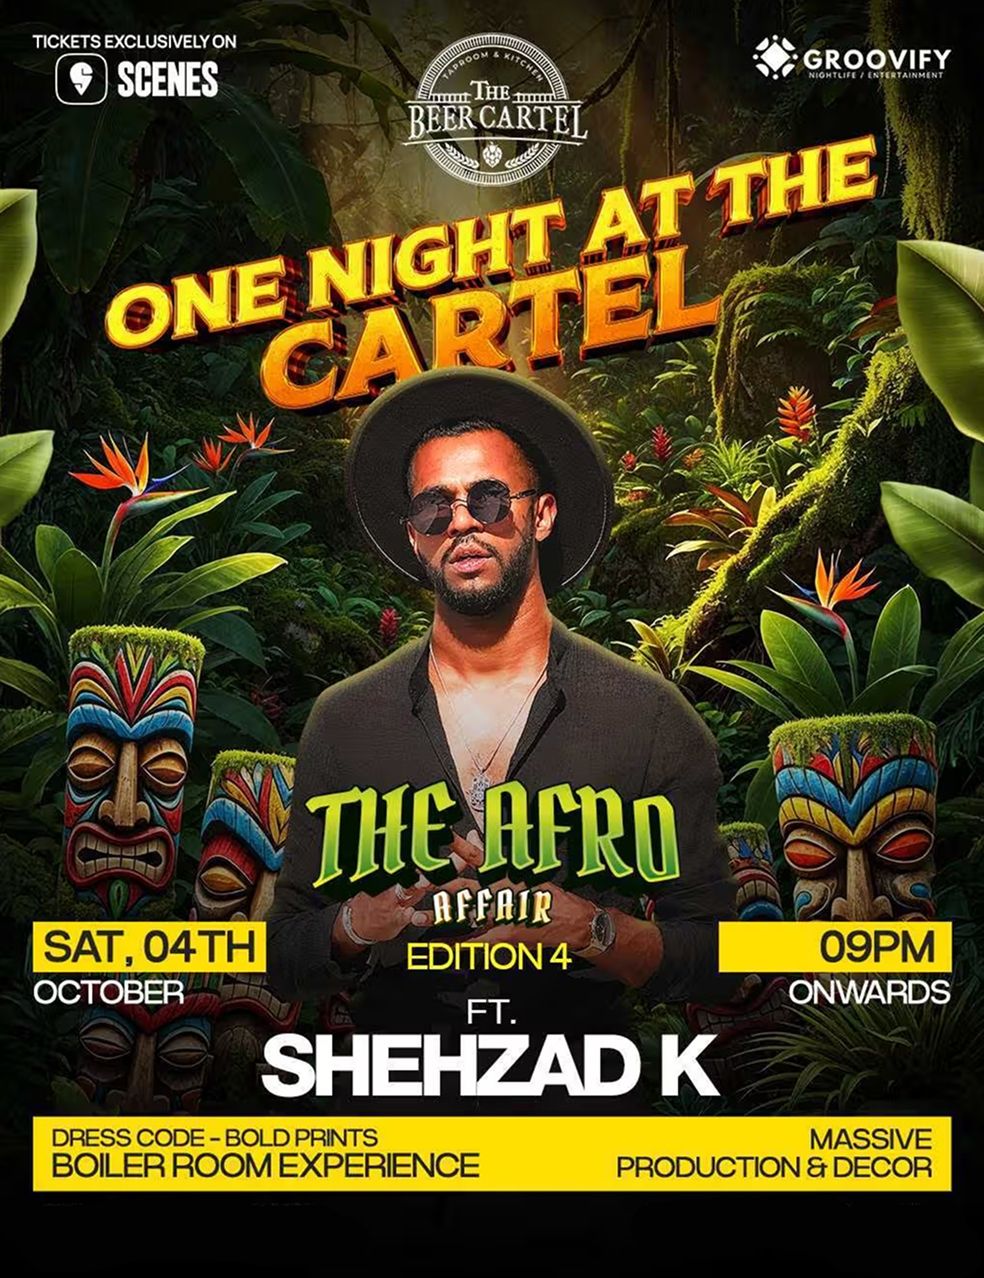 TICKETS EXCLUSIVELY ON
SCENES
TAPROOM & KITCHEN
THE
BEER CARTEL
GROOVIFY
NIGHTLIFE / ENTERTAINMENT
ONE NIGHT AT THE
CARTEL
THE AFRO
AFFAIR
EDITION 4
SAT, 04TH
OCTOBER
09PM
ONWARDS
FT.
SHEHZAD K
DRESS CODE - BOLD PRINTS
BOILER ROOM EXPERIENCE
MASSIVE
PRODUCTION & DECOR